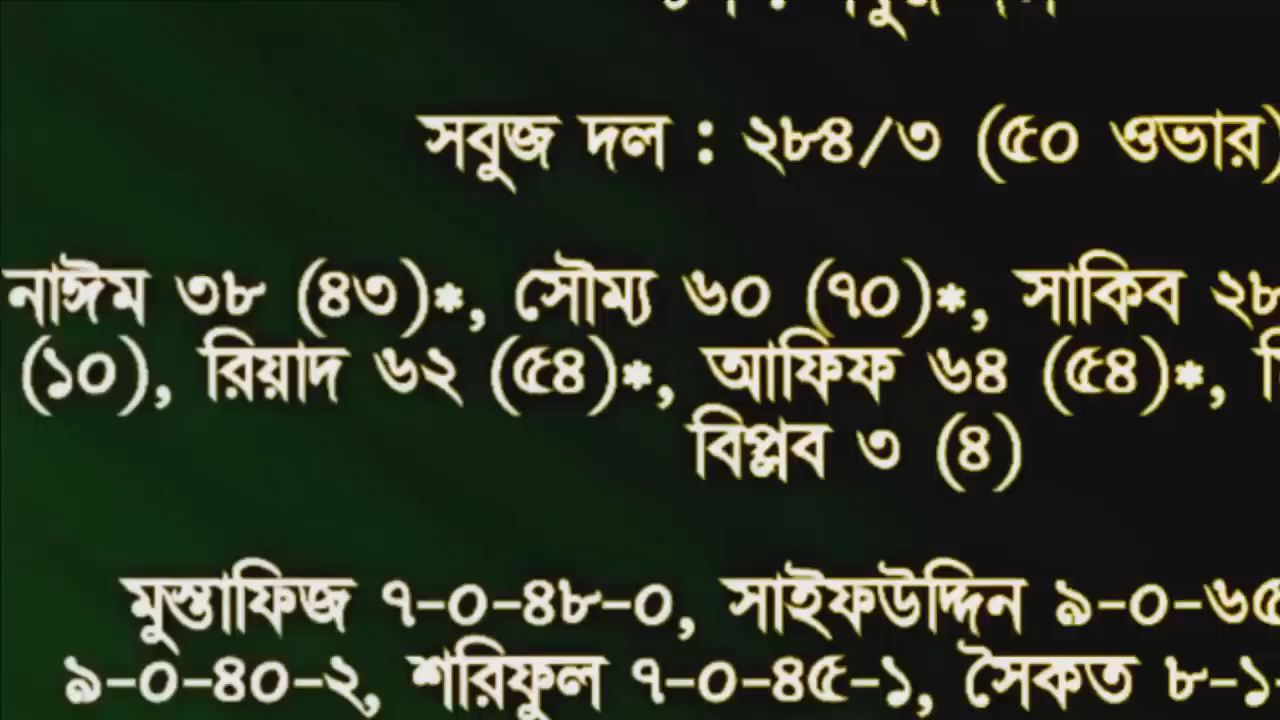 সবুজ দল : ২৮৪/৩ (৫০ ওভার)
নাঈম ৩৮ (৪৩)*, সৌম্য ৬০ (৭০)*, সাকিব ২৮
(১০), রিয়াদ ৬২ (৫৪)*, আফিফ ৬৪ (৫৪)*,
বিপ্লব ৩ (৪)
মুস্তাফিজ ৭-০-৪৮-০, সাইফউদ্দিন ৯-০-৬৫
৯-০-৪০-২, শরিফুল ৭-০-৪৫-১, সৈকত ৮-১-